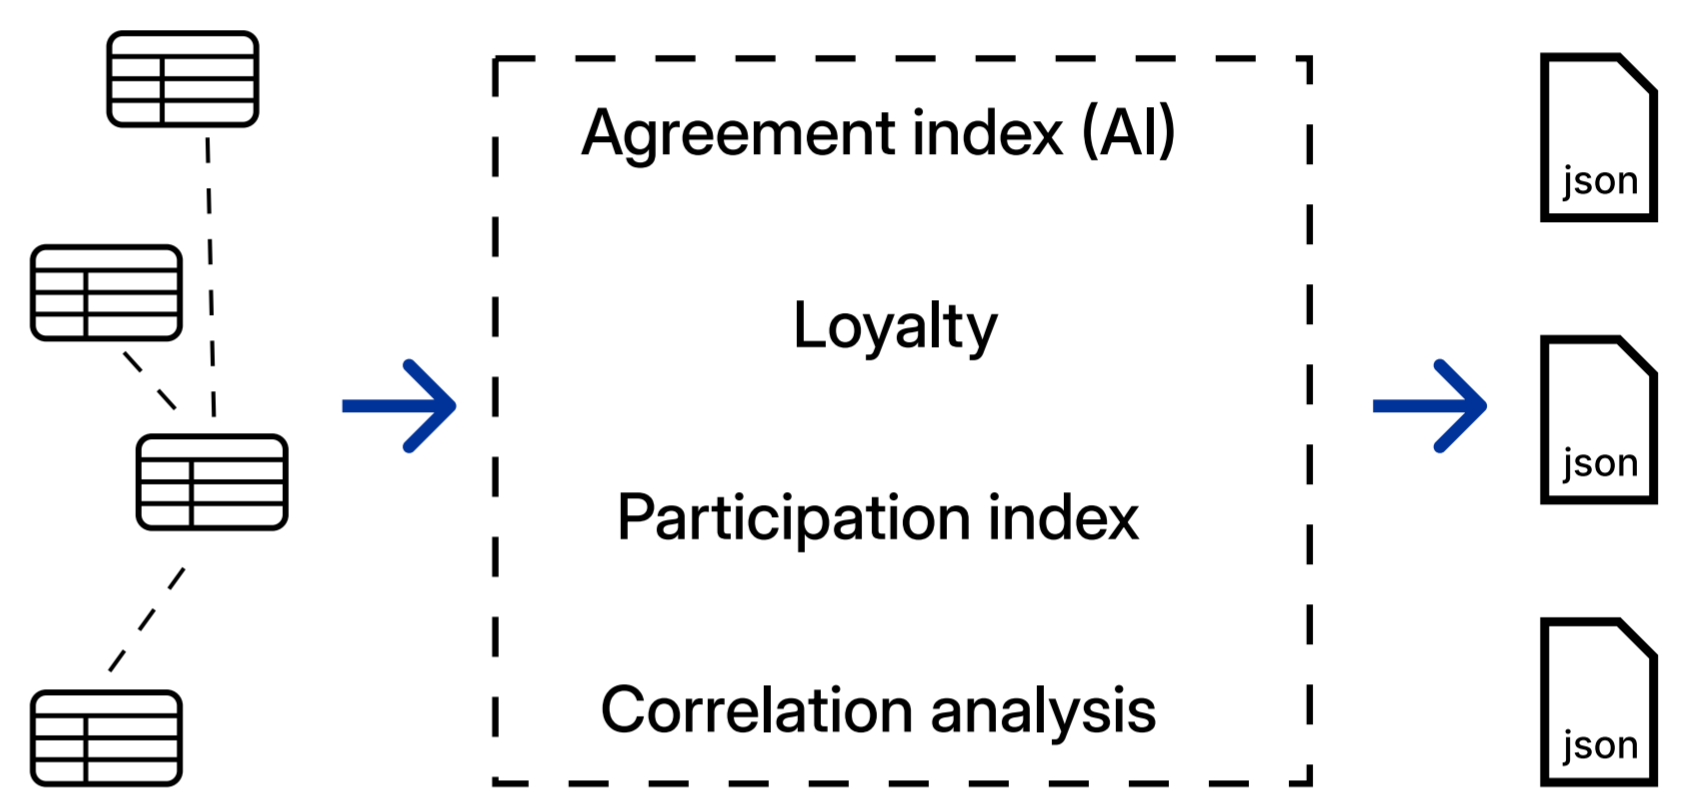 Agreement index (AI)
Loyalty
Participation index
Correlation analysis
json
json
json